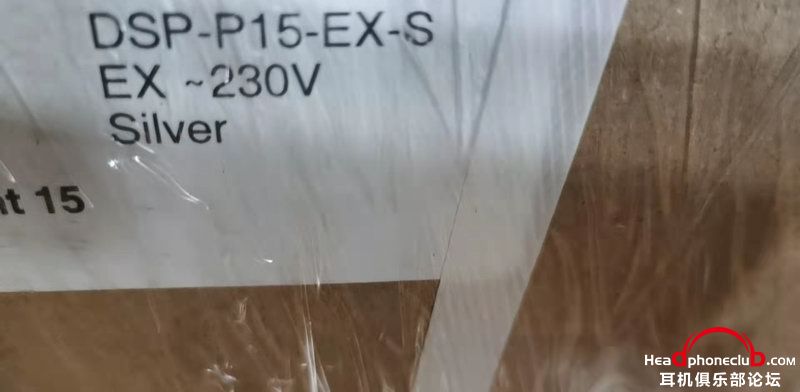 DSP-P15-EX-S
EX ~230V
Silver
15
Headphoneclub.com
耳机俱乐部论坛